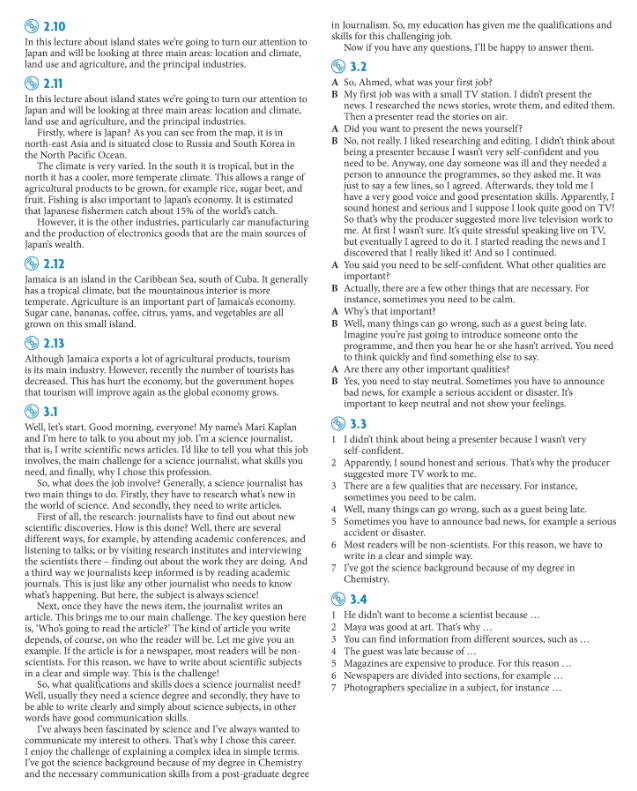 2.10
In this lecture about island states we're going to turn our attention to
Japan and will be looking at three main areas: location and climate,
land use and agriculture, and the principal industries.
2.11
In this lecture about island states we're going to turn our attention to
Japan and will be looking at three main areas: location and climate,
land use and agriculture, and the principal industries.
Firstly, where is Japan? As you can see from the map, it is in
north-east Asia and is situated close to Russia and South Korea in
the North Pacific Ocean.
The climate is very varied. In the south it is tropical, but in the
north it has a cooler, more temperate climate. This allows a range of
agricultural products to be grown, for example rice, sugar beet, and
fruit. Fishing is also important to Japan's economy. It is estimated
that Japanese fishermen catch about 15% of the world's catch.
However, it is the other industries, particularly car manufacturing
and the production of electronics goods that are the main sources of
Japan's wealth.
2.12
Jamaica is an island in the Caribbean Sea, south of Cuba. It generally
has a tropical climate, but the mountainous interior is more
temperate. Agriculture is an important part of Jamaica's economy.
Sugar cane, bananas, coffee, citrus, yams, and vegetables are all
grown on this small island.
2.13
Although Jamaica exports a lot of agricultural products, tourism
is its main industry. However, recently the number of tourists has
decreased. This has hurt the economy, but the government hopes
that tourism will improve again as the global economy grows.
3.1
Well, let's start. Good morning, everyone! My name's Mari Kaplan
and I'm here to talk to you about my job. I'm a science journalist,
that is, I write scientific news articles. I'd like to tell you what this job
involves, the main challenge for a science journalist, what skills you
need, and finally, why I chose this profession.
So, what does the job involve? Generally, a science journalist has
two main things to do. Firstly, they have to research what's new in
the world of science. And secondly, they need to write articles.
First of all, the research: journalists have to find out about new
scientific discoveries. How is this done? Well, there are several
different ways, for example, by attending academic conferences, and
listening to talks; or by visiting research institutes and interviewing
the scientists there – finding out about the work they are doing. And
a third way we journalists keep informed is by reading academic
journals. This is just like any other journalist who needs to know
what's happening. But here, the subject is always science!
Next, once they have the news item, the journalist writes an
article. This brings me to our main challenge. The key question here
is, 'Who's going to read the article?' The kind of article you write
depends, of course, on who the reader will be. Let me give you an
example. If the article is for a newspaper, most readers will be non-
scientists. For this reason, we have to write about scientific subjects
in a clear and simple way. This is the challenge!
So, what qualifications and skills does a science journalist need?
Well, usually they need a science degree and secondly, they have to
be able to write clearly and simply about science subjects, in other
words have good communication skills.
I've always been fascinated by science and I've always wanted to
communicate my interest to others. That's why I chose this career.
I enjoy the challenge of explaining a complex idea in simple terms.
I've got the science background because of my degree in Chemistry
and the necessary communication skills from a post-graduate degree
in Journalism. So, my education has given me the qualifications and
skills for this challenging job.
Now if you have any questions, I'll be happy to answer them.
3.2
A So, Ahmed, what was your first job?
B My first job was with a small TV station. I didn't present the
news. I researched the news stories, wrote them, and edited them.
Then a presenter read the stories on air.
A Did you want to present the news yourself?
B No, not really. I liked researching and editing. I didn't think about
being a presenter because I wasn't very self-confident and you
need to be. Anyway, one day someone was ill and they needed a
person to announce the programmes, so they asked me. It was
just to say a few lines, so I agreed. Afterwards, they told me I
have a very good voice and good presentation skills. Apparently, I
sound honest and serious and I suppose I look quite good on TV!
So that's why the producer suggested more live television work to
me. At first I wasn't sure. It's quite stressful speaking live on TV,
but eventually I agreed to do it. I started reading the news and I
discovered that I really liked it! And so I continued.
A You said you need to be self-confident. What other qualities are
important?
B Actually, there are a few other things that are necessary. For
instance, sometimes you need to be calm.
A Why's that important?
B Well, many things can go wrong, such as a guest being late.
Imagine you're just going to introduce someone onto the
programme, and then you hear he or she hasn't arrived. You need
to think quickly and find something else to say.
A Are there any other important qualities?
B Yes, you need to stay neutral. Sometimes you have to announce
bad news, for example a serious accident or disaster. It's
important to keep neutral and not show your feelings.
3.3
1 I didn't think about being a presenter because I wasn't very
self-confident.
2 Apparently, I sound honest and serious. That's why the producer
suggested more TV work to me.
3 There are a few qualities that are necessary. For instance,
sometimes you need to be calm.
4 Well, many things can go wrong, such as a guest being late.
5 Sometimes you have to announce bad news, for example a serious
accident or disaster.
6 Most readers will be non-scientists. For this reason, we have to
write in a clear and simple way.
7 I've got the science background because of my degree in
Chemistry.
3.4
1 He didn't want to become a scientist because …
2 Maya was good at art. That's why …
3 You can find information from different sources, such as …
4 The guest was late because of …
5 Magazines are expensive to produce. For this reason …
6 Newspapers are divided into sections, for example …
7 Photographers specialize in a subject, for instance …